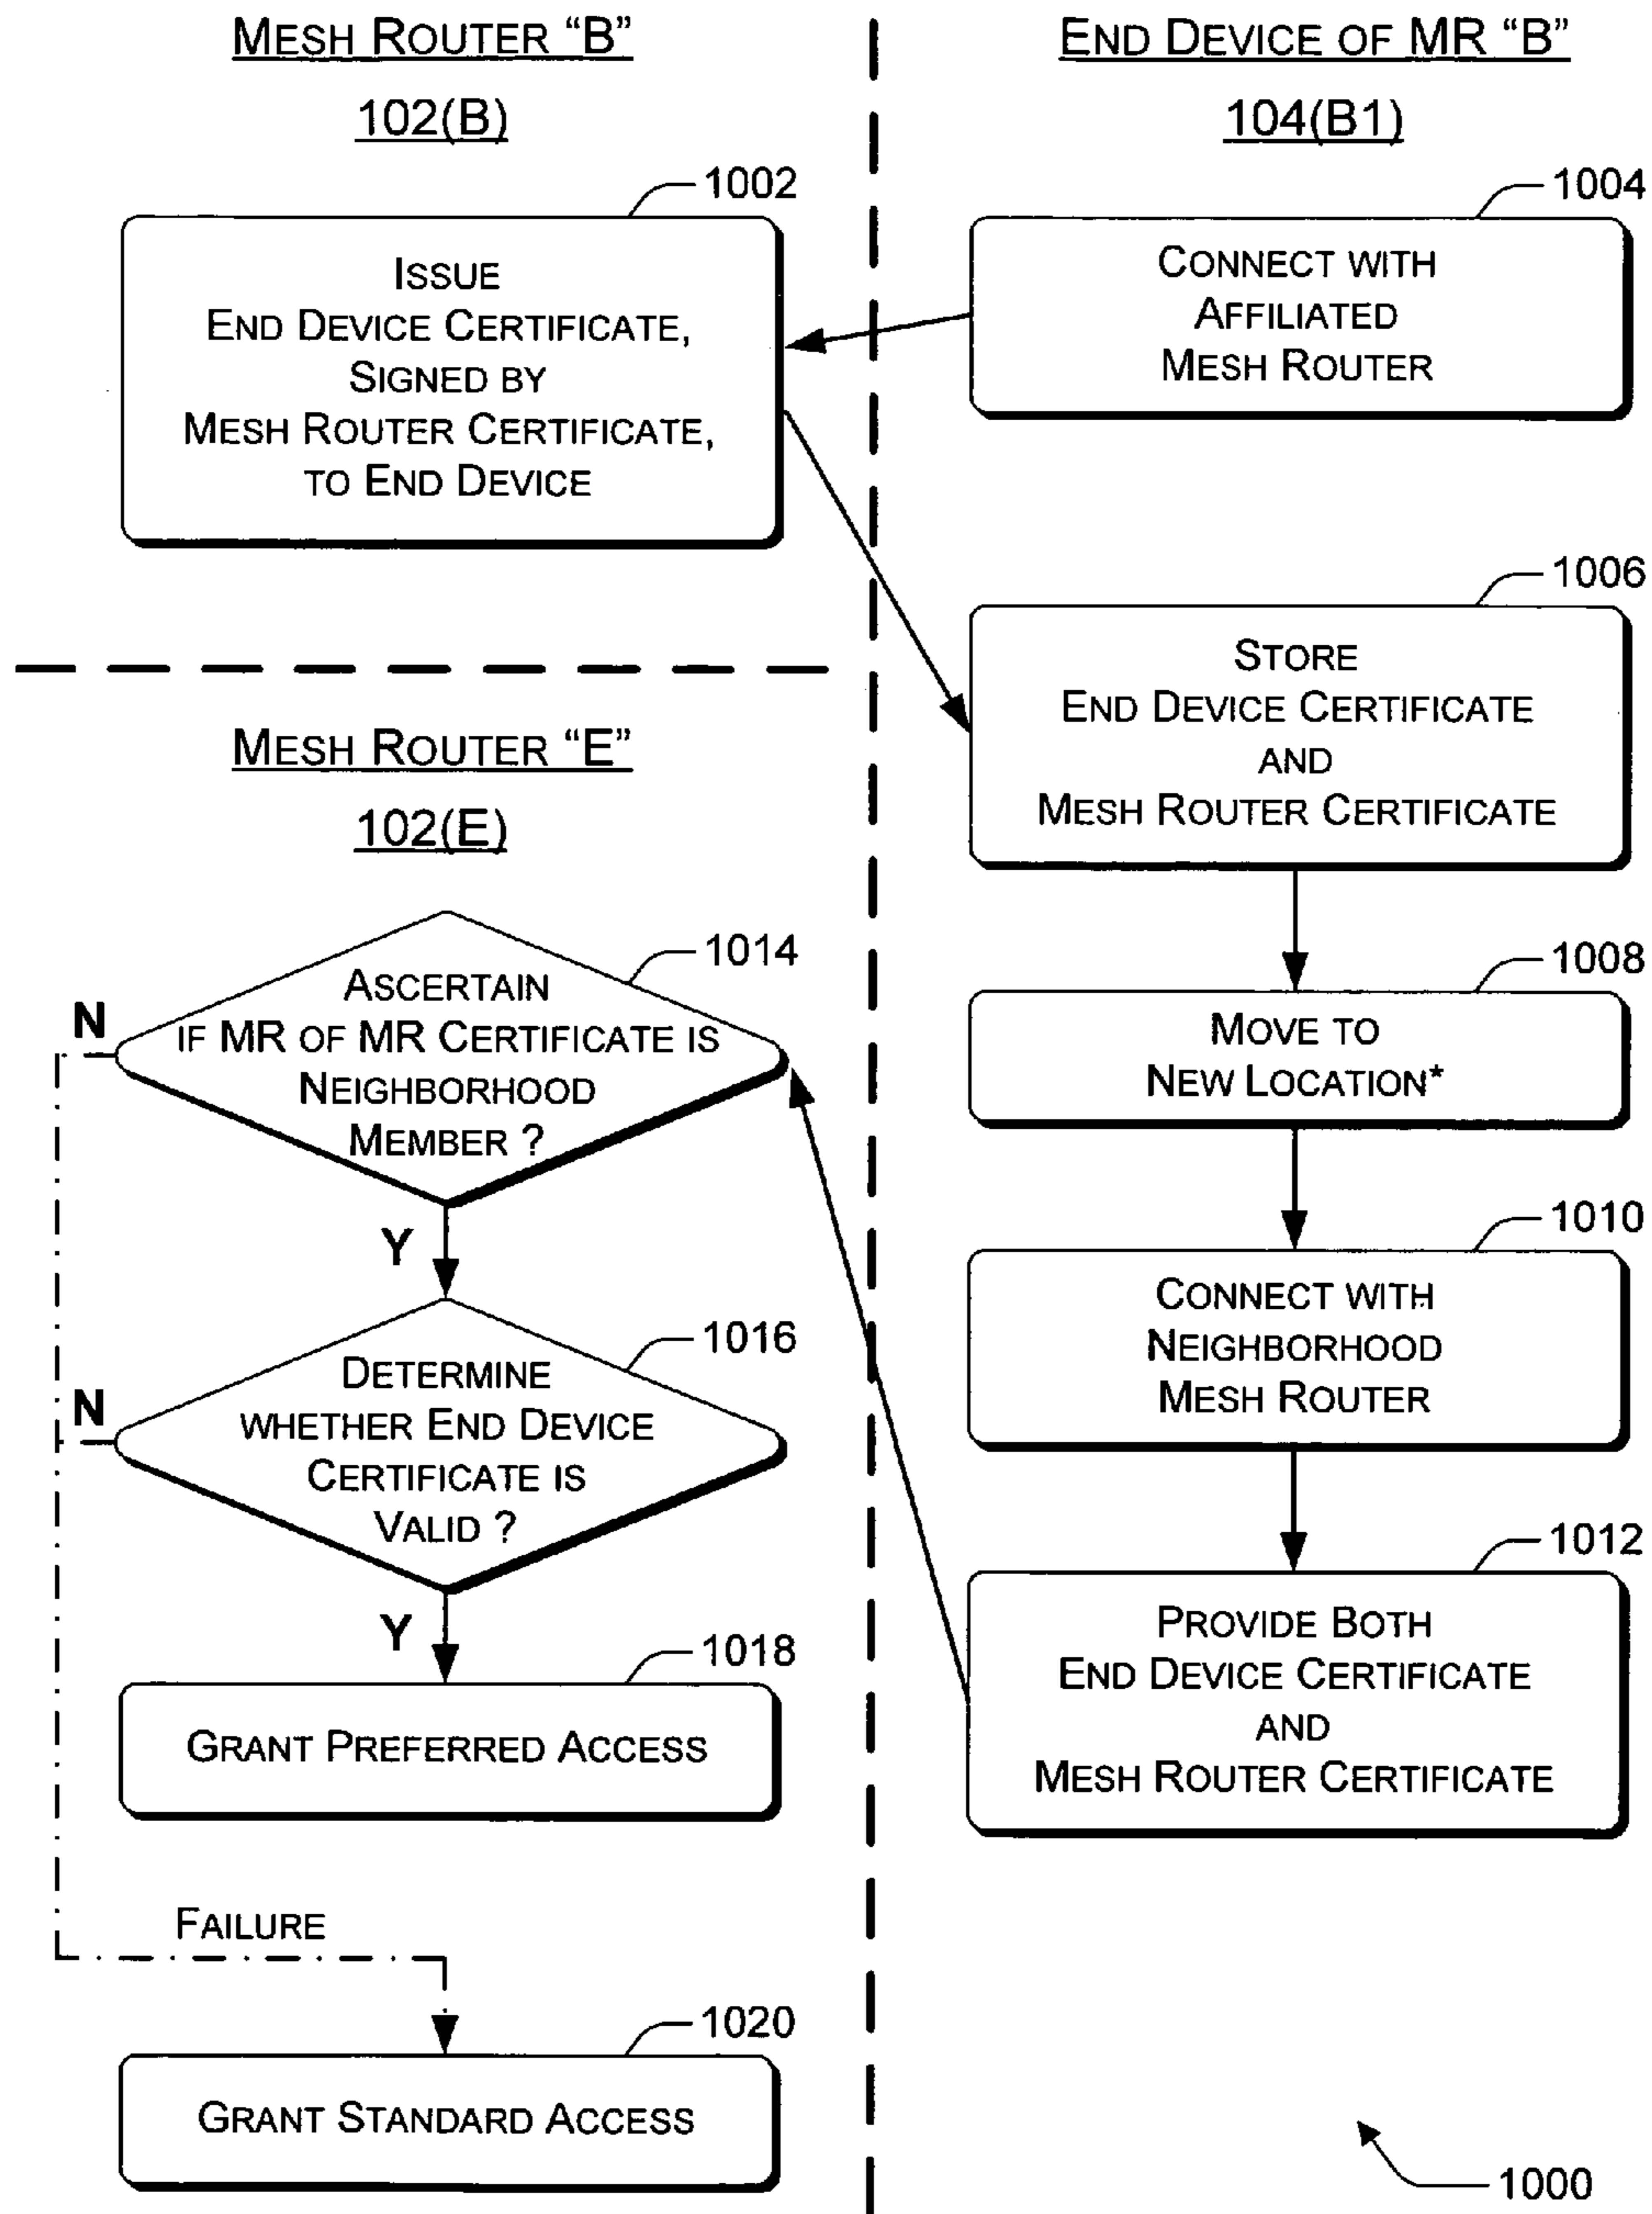 MESH ROUTER “B”
102(B)
1002
ISSUE
END DEVICE CERTIFICATE,
SIGNED BY
MESH ROUTER CERTIFICATE,
TO END DEVICE
END DEVICE OF MR “B”
104(B1)
1004
CONNECT WITH
AFFILIATED
MESH ROUTER
1006
STORE
END DEVICE CERTIFICATE
AND
MESH ROUTER CERTIFICATE
1008
MOVE TO
NEW LOCATION*
1010
CONNECT WITH
NEIGHBORHOOD
MESH ROUTER
1012
PROVIDE BOTH
END DEVICE CERTIFICATE
AND
MESH ROUTER CERTIFICATE
MESH ROUTER “E”
102(E)
1014
ASCERTAIN
IF MR OF MR CERTIFICATE IS
NEIGHBORHOOD
MEMBER ?
N
Y
1016
DETERMINE
WHETHER END DEVICE
CERTIFICATE IS
VALID ?
N
Y
1018
GRANT PREFERRED ACCESS
FAILURE
1020
GRANT STANDARD ACCESS
1000